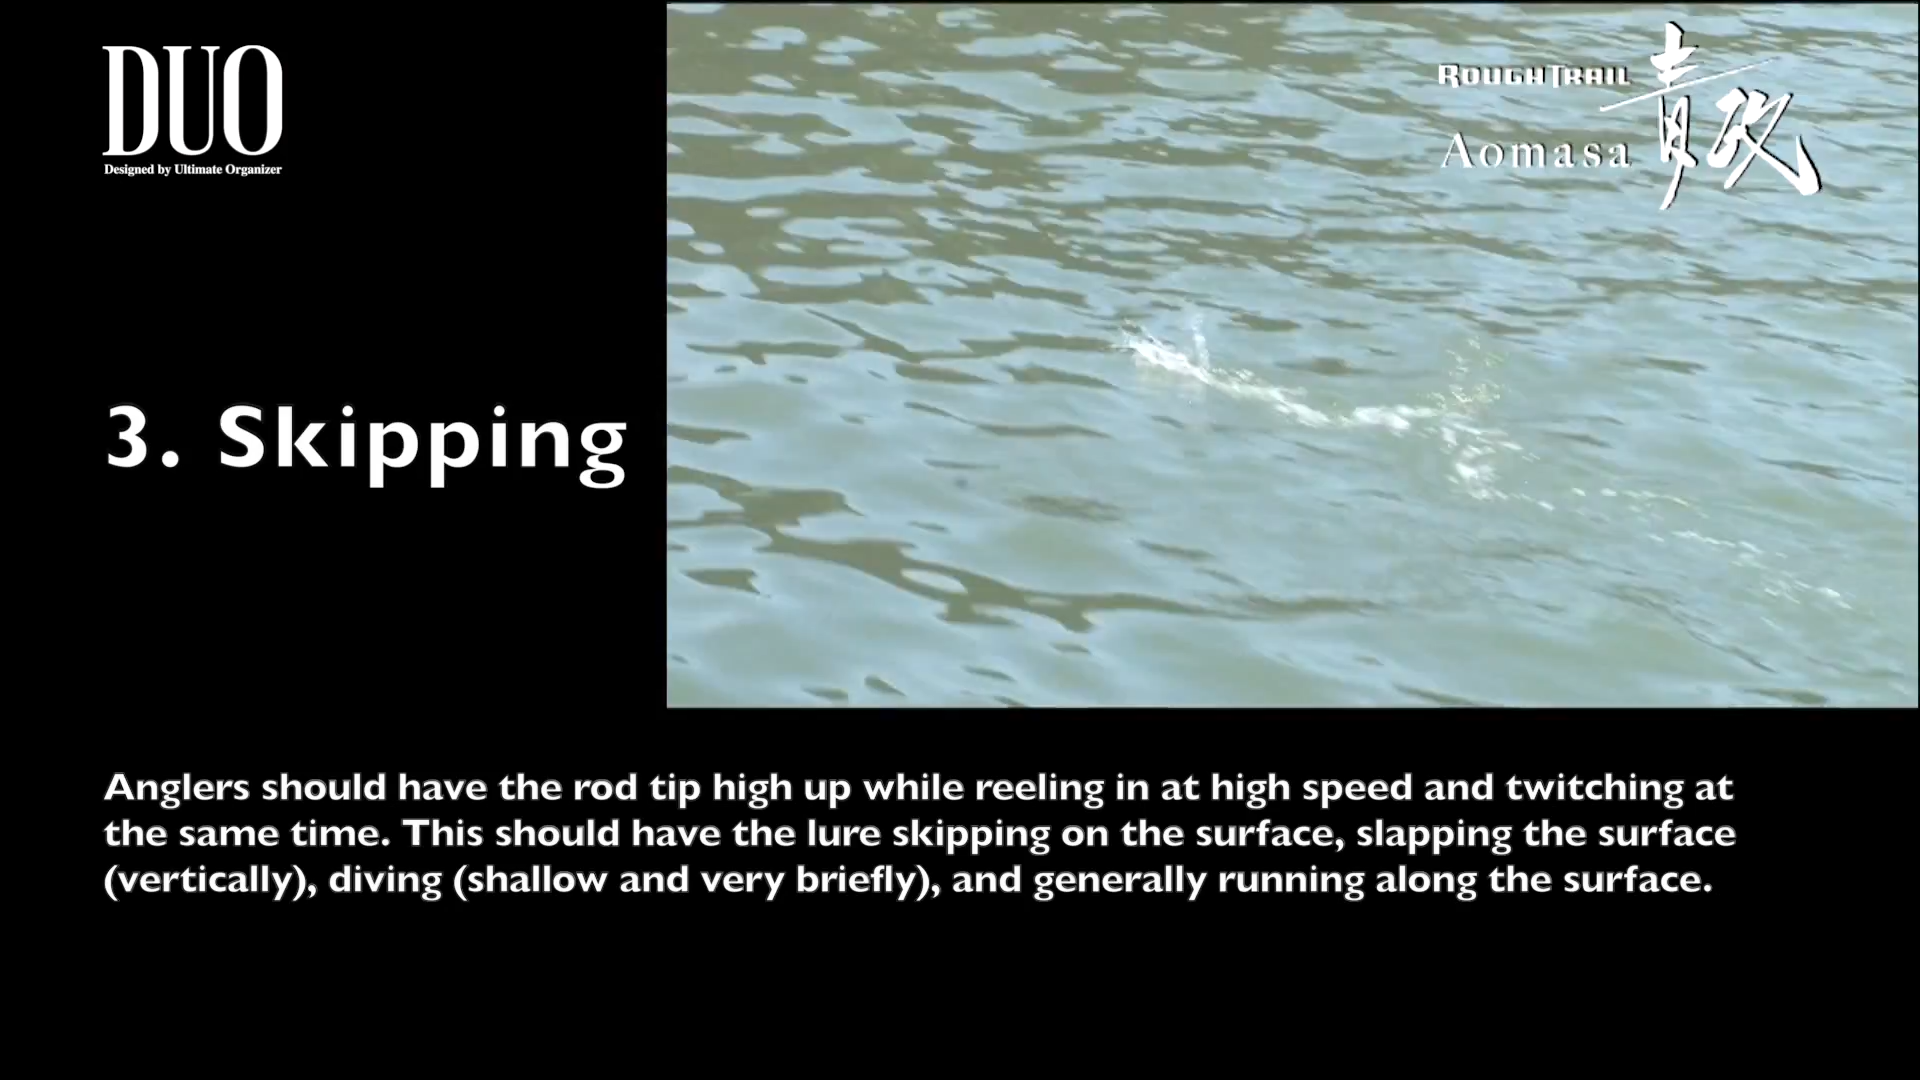 DUO
Designed by Ultimate Organizer
ROUGH TRAIL
Aomasa
青政
3. Skipping
Anglers should have the rod tip high up while reeling in at high speed and twitching at
the same time. This should have the lure skipping on the surface, slapping the surface
(vertically), diving (shallow and very briefly), and generally running along the surface.